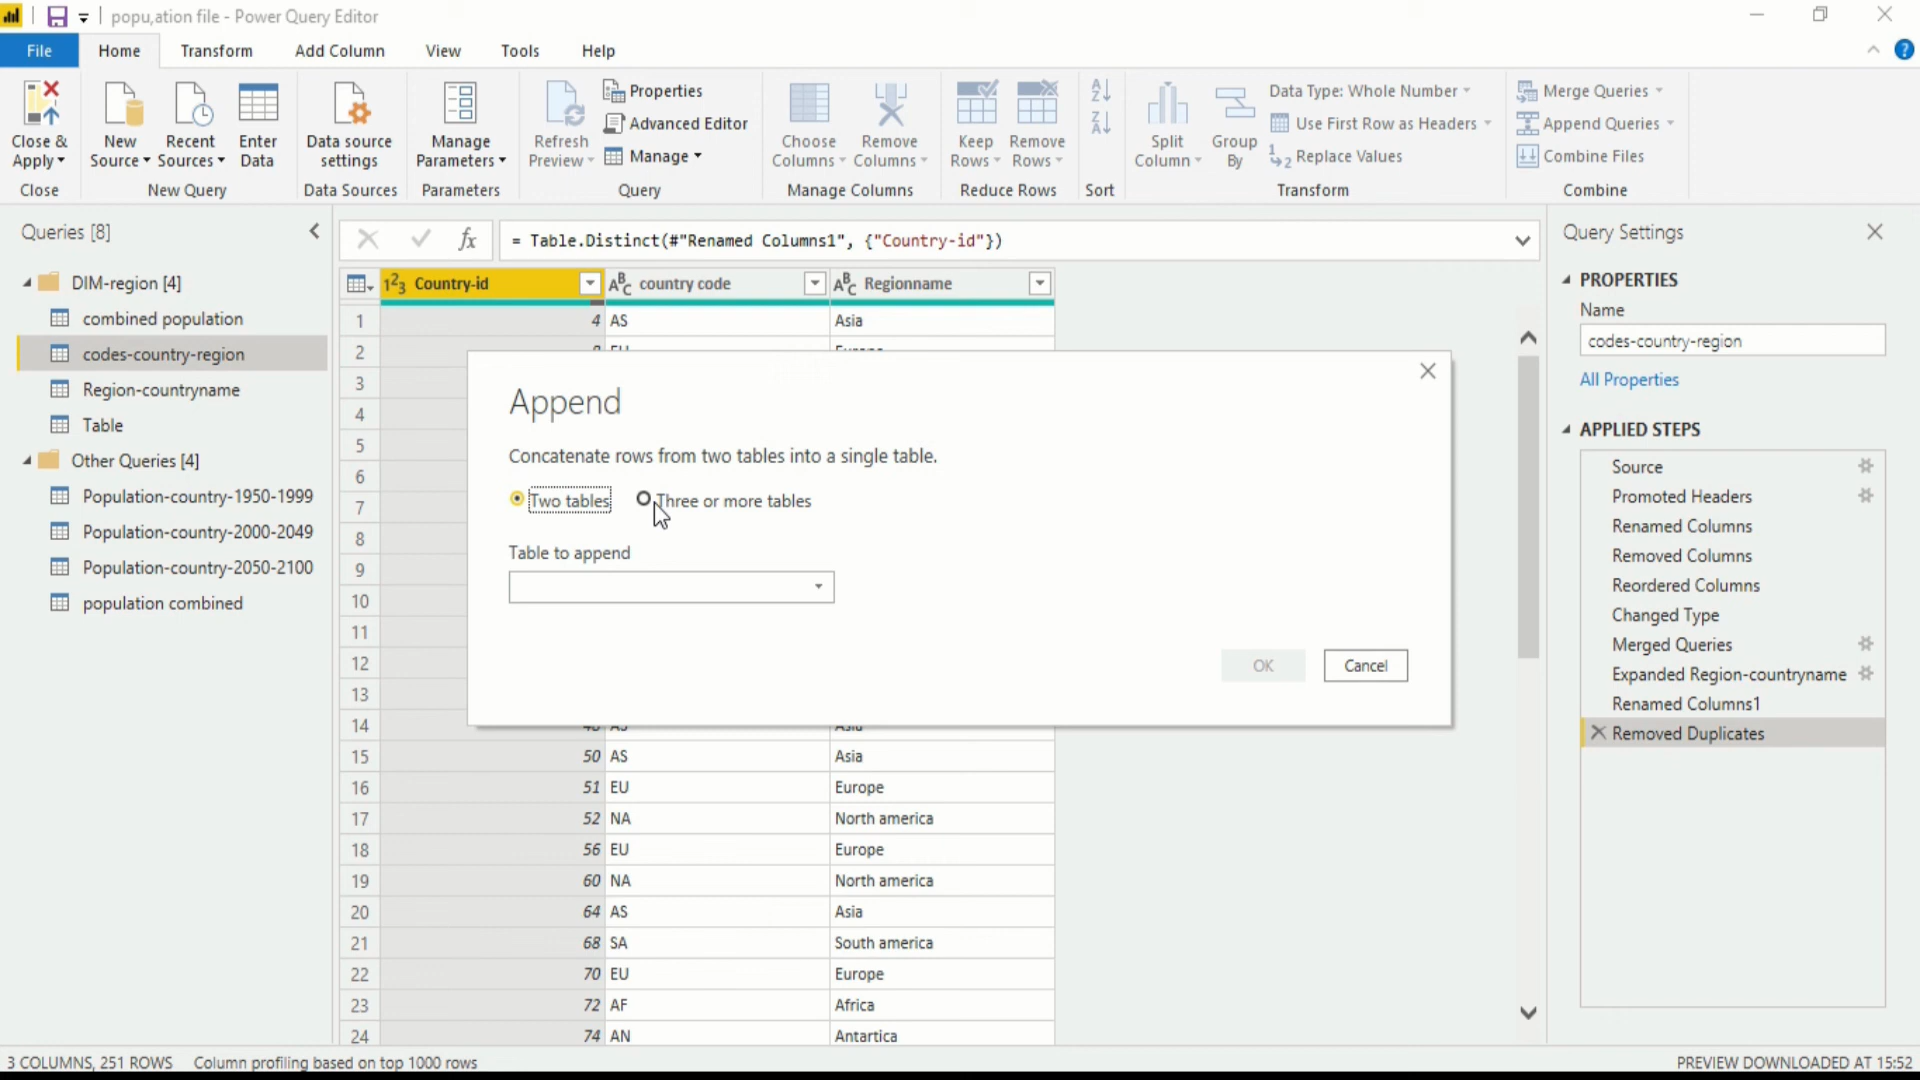 popu,ation file - Power Query Editor
File Home Transform Add Column View Tools Help
Close & Apply
Close
New Source
Recent Sources
Enter Data
New Query
Data source settings
Data Sources
Manage Parameters
Parameters
Refresh Preview
Properties
Advanced Editor
Manage
Query
Choose Columns
Remove Columns
Manage Columns
Keep Rows
Remove Rows
Reduce Rows
Sort
Split Column
Group By
Data Type: Whole Number
Use First Row as Headers
Replace Values
Transform
Merge Queries
Append Queries
Combine Files
Combine
Queries [8]
DIM-region [4]
combined population
codes-country-region
Region-countryname
Table
Other Queries [4]
Population-country-1950-1999
Population-country-2000-2049
Population-country-2050-2100
population combined
fx = Table.Distinct(#"Renamed Columns1", {"Country-id"})
123 Country-id ABC country code ABC Regionname
1 4 AS Asia
2
3
4
5
6
7
8
9
10
11
12
13
14
15 50 AS Asia
16 51 EU Europe
17 52 NA North america
18 56 EU Europe
19 60 NA North america
20 64 AS Asia
21 68 SA South america
22 70 EU Europe
23 72 AF Africa
24 74 AN Antartica
Append
Concatenate rows from two tables into a single table.
Two tables Three or more tables
Table to append
OK Cancel
Query Settings
PROPERTIES
Name
codes-country-region
All Properties
APPLIED STEPS
Source
Promoted Headers
Renamed Columns
Removed Columns
Reordered Columns
Changed Type
Merged Queries
Expanded Region-countryname
Renamed Columns1
Removed Duplicates
3 COLUMNS, 251 ROWS Column profiling based on top 1000 rows
PREVIEW DOWNLOADED AT 15:52